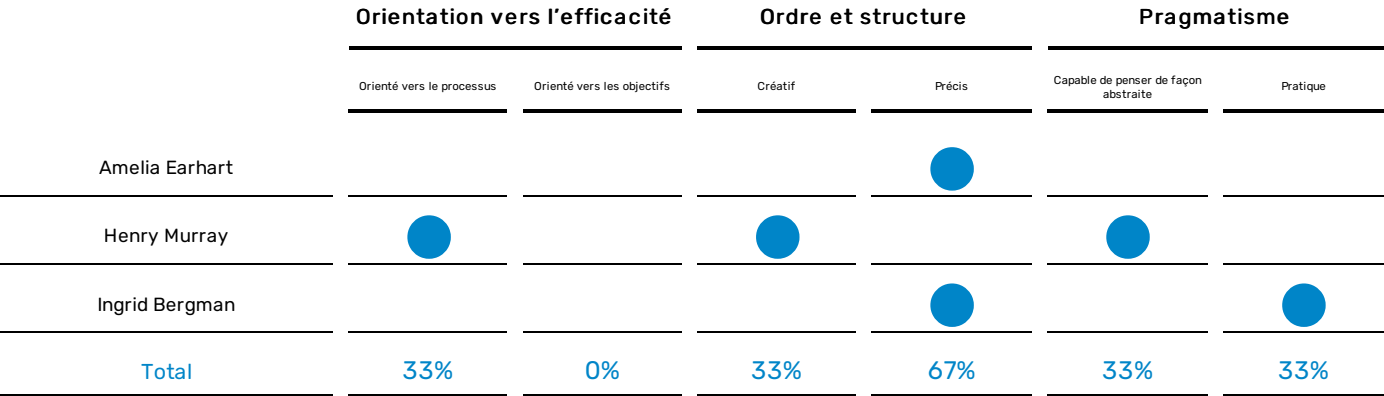 Orientation vers l'efficacité Ordre et structure Pragmatisme
Orienté vers le processus Orienté vers les objectifs Créatif Précis Capable de penser de façon abstraite Pratique
Amelia Earhart
Henry Murray
Ingrid Bergman
Total 33% 0% 33% 67% 33% 33%